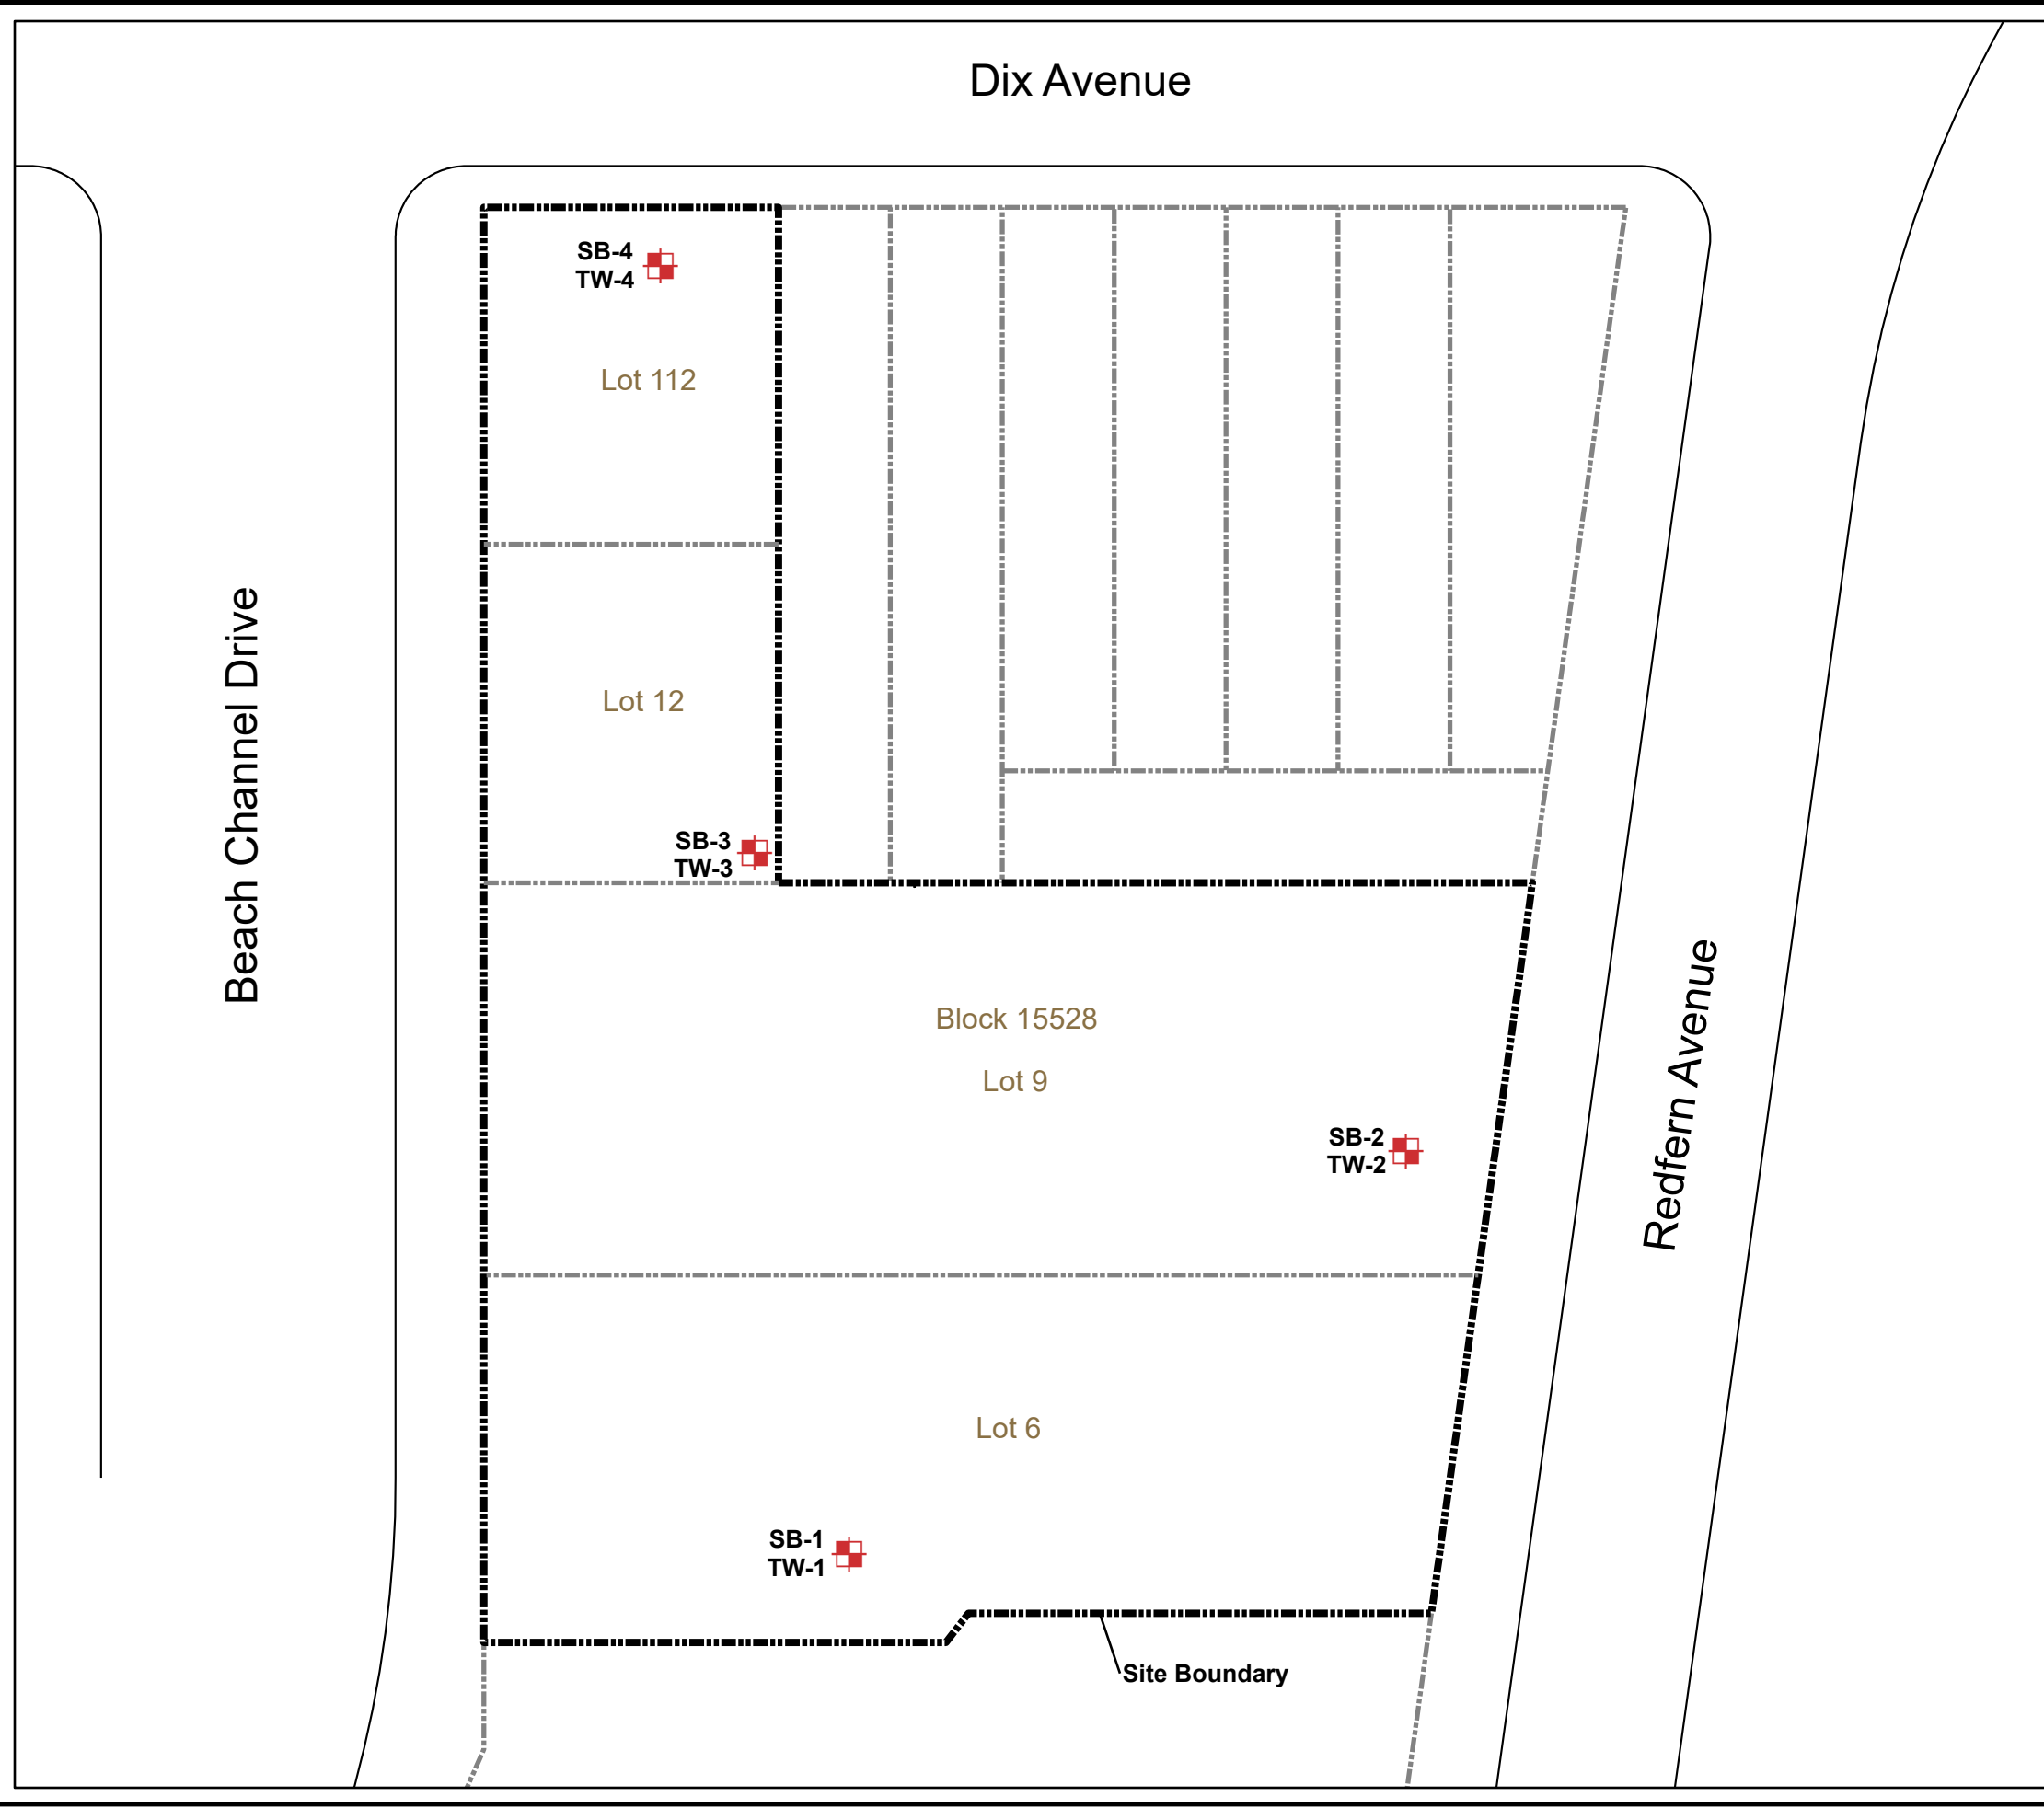 Dix Avenue
SB-4
TW-4
Lot 112
Beach Channel Drive
Lot 12
SB-3
TW-3
Block 15528
Lot 9
Redfern Avenue
SB-2
TW-2
Lot 6
SB-1
TW-1
Site Boundary